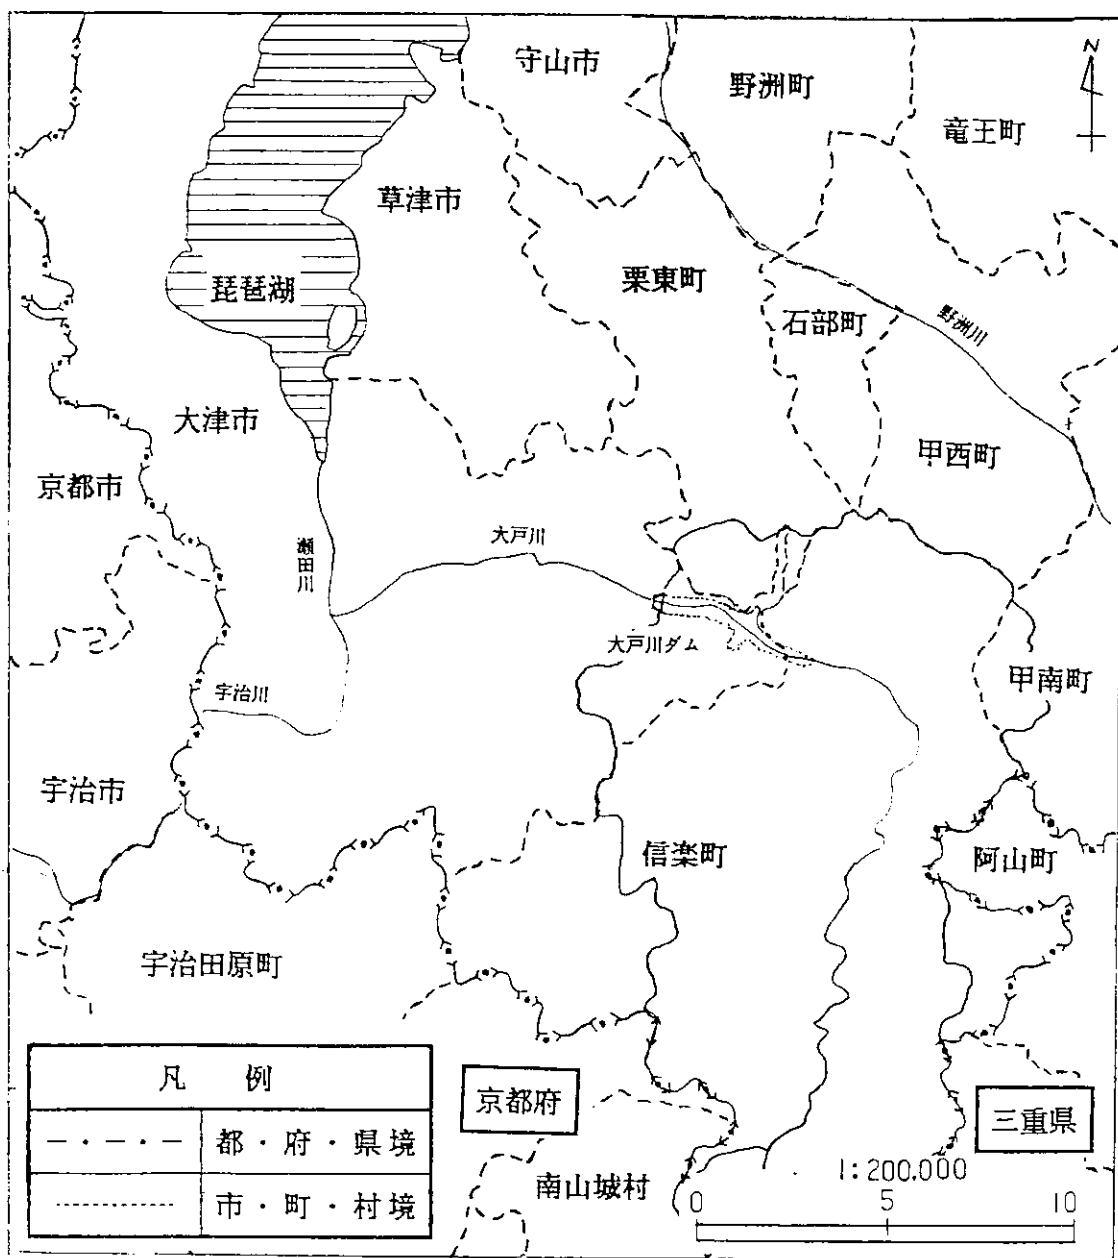 守山市
野洲町
N
竜王町
草津市
栗東町
琵琶湖
石部町
野洲川
大津市
甲西町
京都市
瀬田川
大戸川
大戸川ダム
宇治川
甲南町
宇治市
信楽町
阿山町
宇治田原町
凡 例
都・府・県境
市・町・村境
京都府
三重県
南山城村
1:200,000
0 5 10